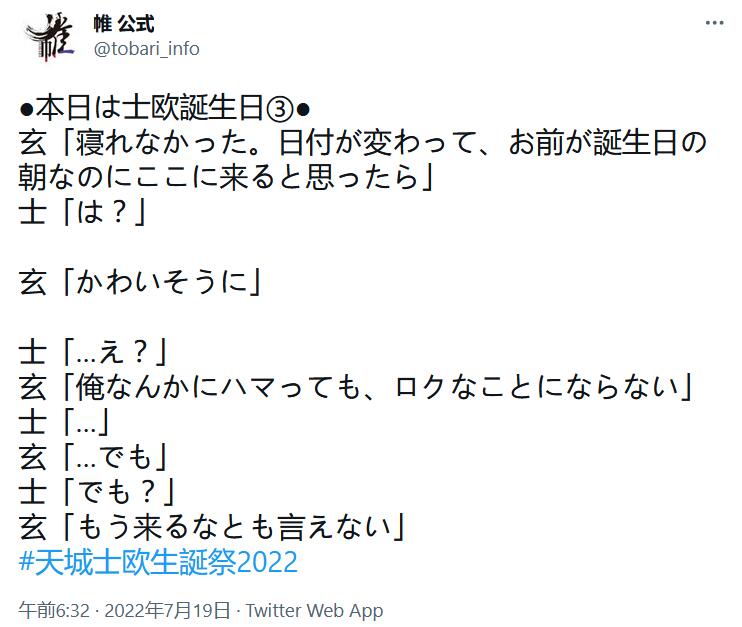 帷 公式
@tobari_info
●本日は士欧誕生日③●
玄「寝れなかった。日付が変わって、お前が誕生日の
朝なのにここに来ると思ったら」
士「は？」
玄「かわいそうに」
士「…え？」
玄「俺なんかにハマっても、ロクなことにならない」
士「…」
玄「…でも」
士「でも？」
玄「もう来るなとも言えない」
#天城士欧生誕祭2022
午前6:32 · 2022年7月19日 · Twitter Web App